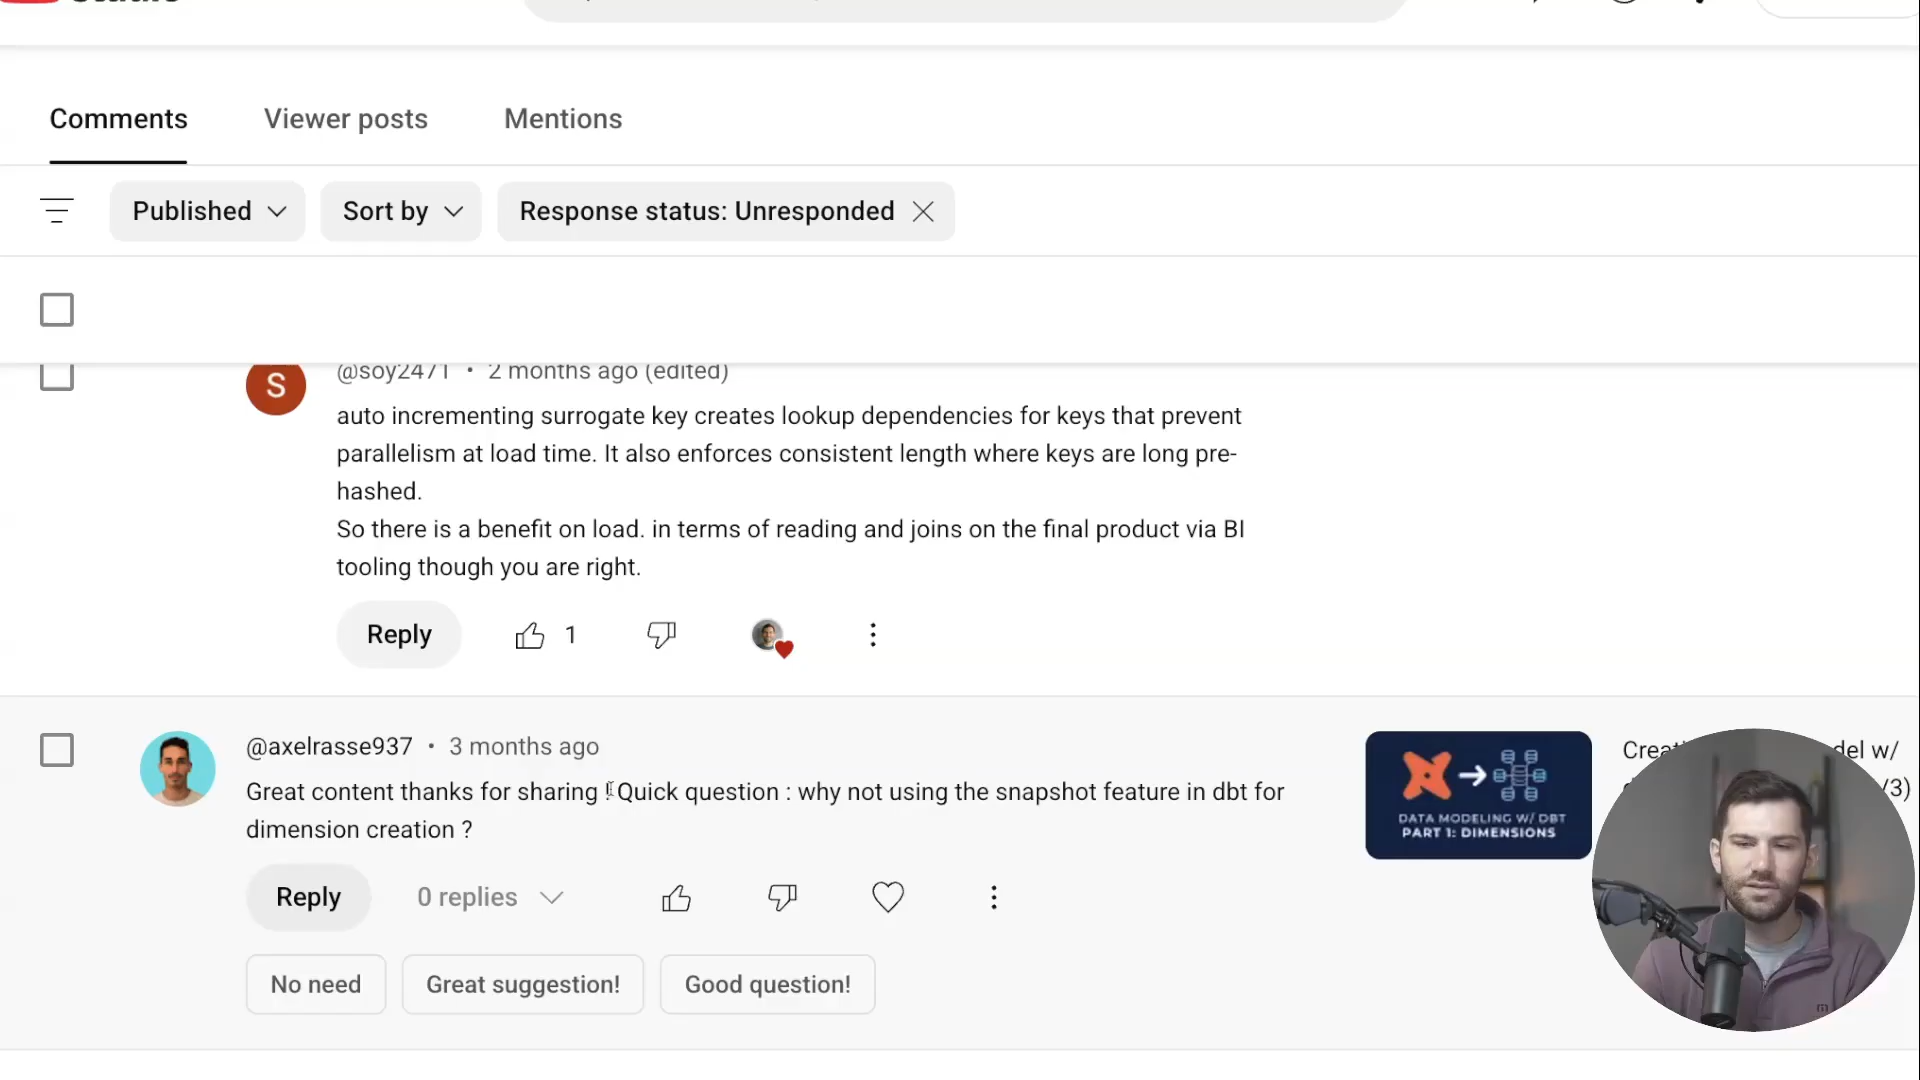 Comments Viewer posts Mentions
Published Sort by Response status: Unresponded
S
@soy2471 • 2 months ago (edited)
auto incrementing surrogate key creates lookup dependencies for keys that prevent
parallelism at load time. It also enforces consistent length where keys are long pre-
hashed.
So there is a benefit on load. in terms of reading and joins on the final product via BI
tooling though you are right.
Reply 1
@axelrasse937 • 3 months ago
Great content thanks for sharing ! Quick question : why not using the snapshot feature in dbt for
dimension creation ?
DATA MODELING W/ DBT
PART 1: DIMENSIONS
w/
/3)
Reply 0 replies
No need Great suggestion! Good question!